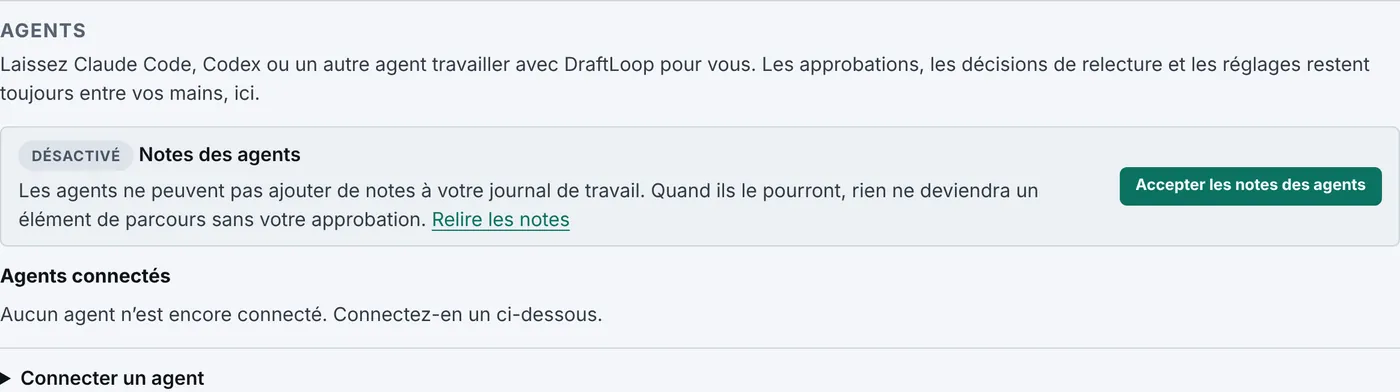 AGENTS
Laissez Claude Code, Codex ou un autre agent travailler avec DraftLoop pour vous. Les approbations, les décisions de relecture et les réglages restent
toujours entre vos mains, ici.
DÉSACTIVÉ Notes des agents
Les agents ne peuvent pas ajouter de notes à votre journal de travail. Quand ils le pourront, rien ne deviendra un
élément de parcours sans votre approbation. Relire les notes
Accepter les notes des agents
Agents connectés
Aucun agent n’est encore connecté. Connectez-en un ci-dessous.
Connecter un agent